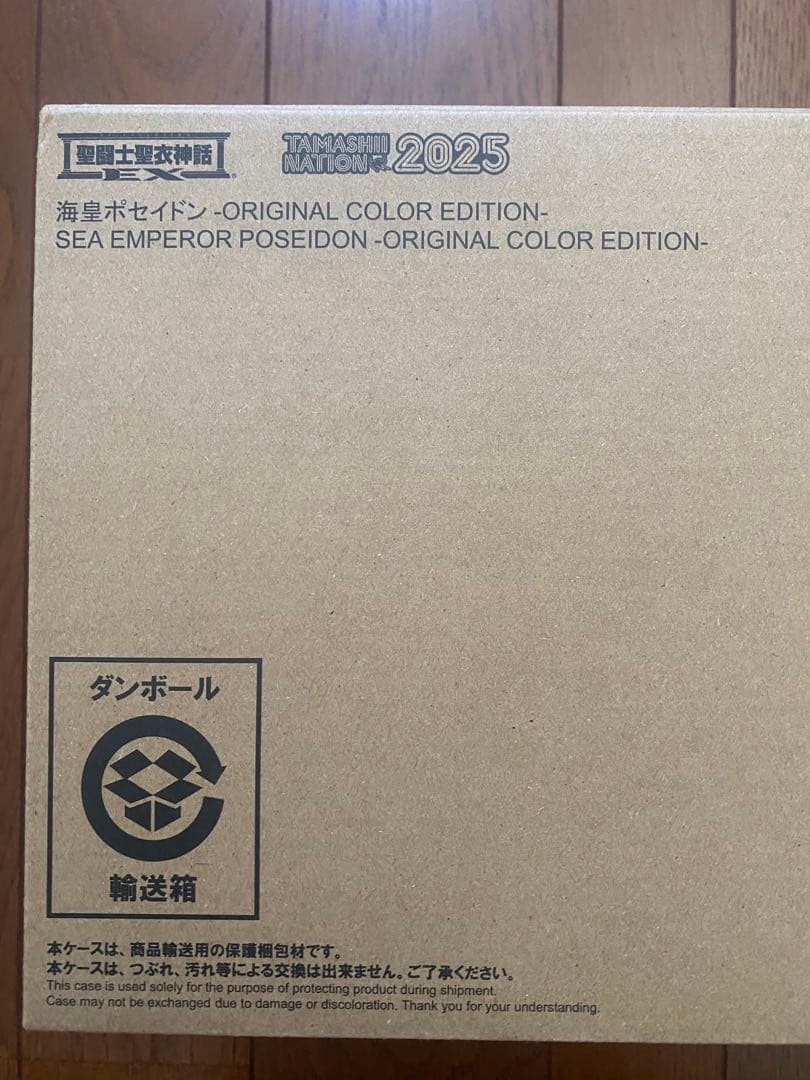 聖闘士聖衣神話
EX®
TAMASHII
NATION 2025
海皇ポセイドン -ORIGINAL COLOR EDITION-
SEA EMPEROR POSEIDON -ORIGINAL COLOR EDITION-
ダンボール
輸送箱
本ケースは、商品輸送用の保護梱包材です。
本ケースは、つぶれ、汚れ等による交換は出来ません。ご了承ください。
This case is used solely for the purpose of protecting product during shipment.
Case may not be exchanged due to damage or discoloration. Thank you for your understanding.